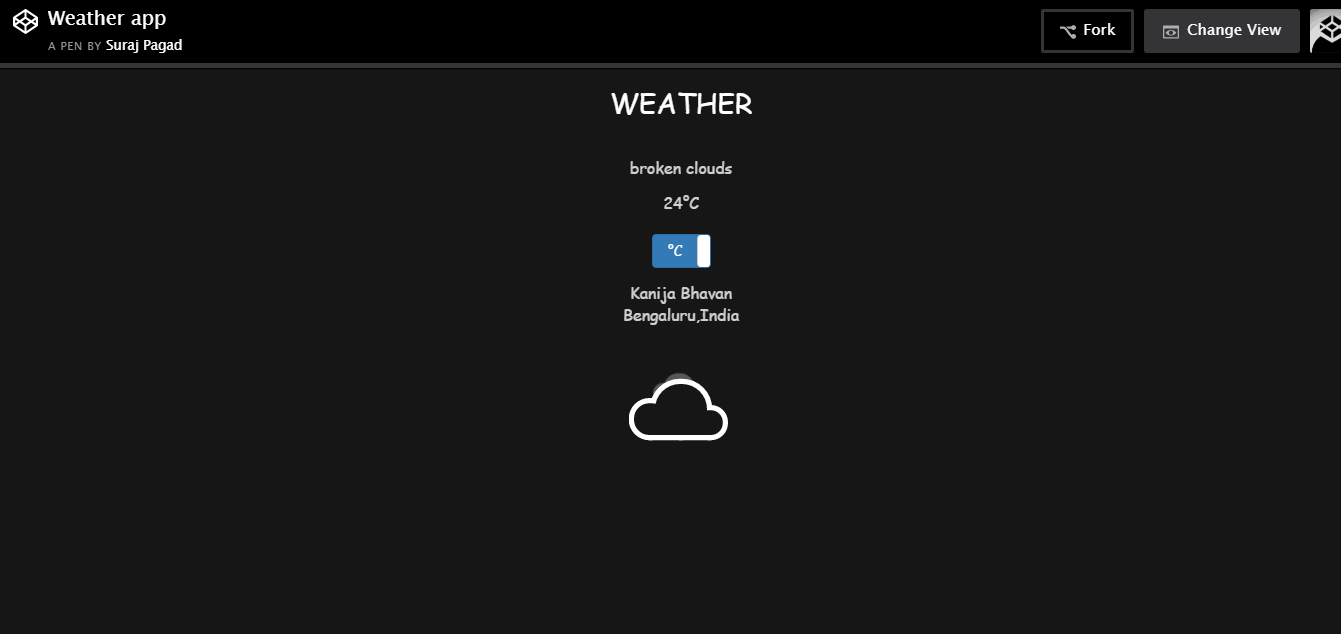 Weather app
A PEN BY Suraj Pagad
Fork
Change View
WEATHER
broken clouds
24°C
°C
Kanija Bhavan
Bengaluru,India